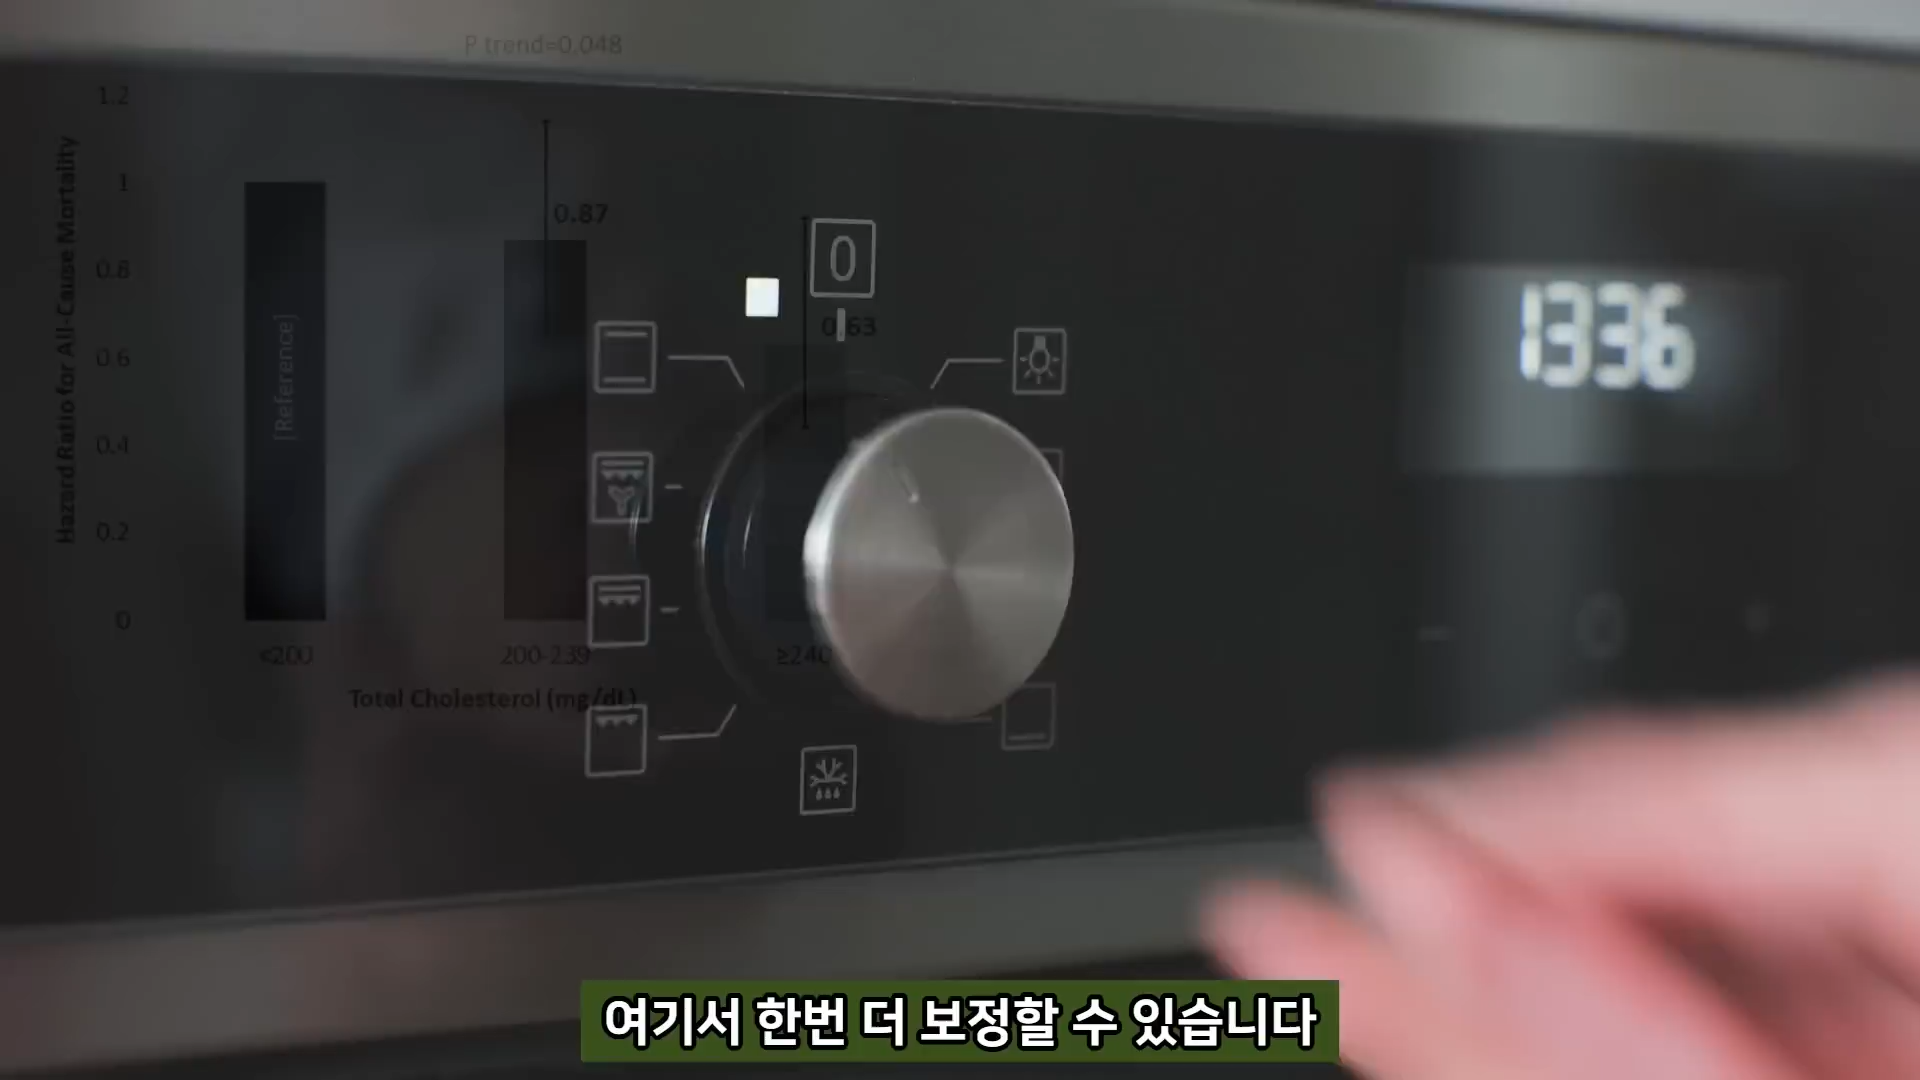 P trend=0.048
1.2
1
0.8
0.6
0.4
0.2
0
Hazard Ratio for All-Cause Mortality
[Reference]
0.87
0.63
<200
200-239
≥240
Total Cholesterol (mg/dL)
0
1336
여기서 한번 더 보정할 수 있습니다